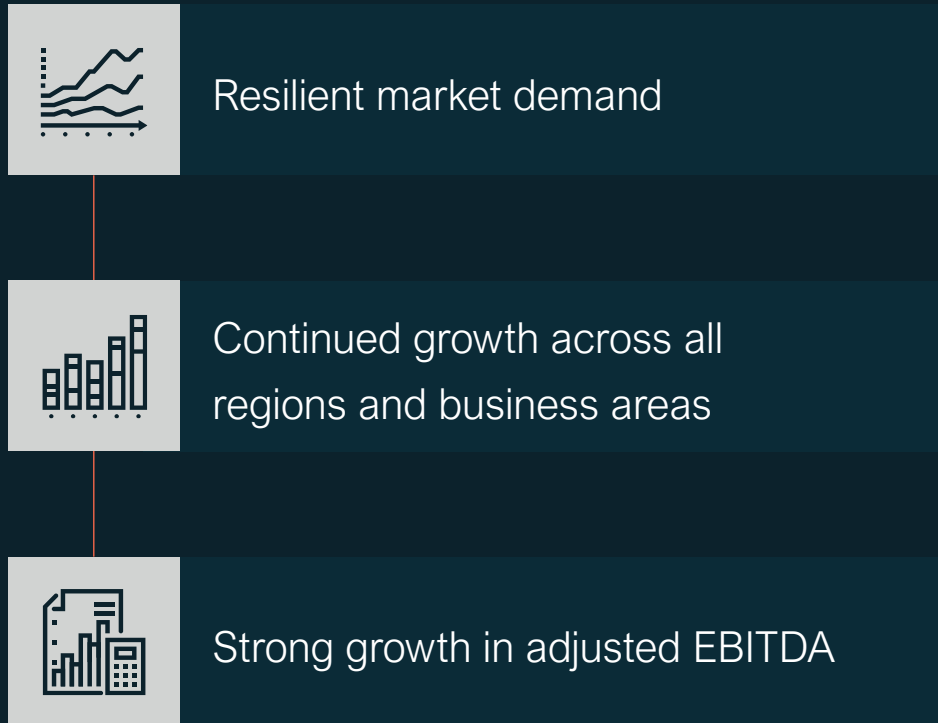 Resilient market demand
Continued growth across all
regions and business areas
Strong growth in adjusted EBITDA